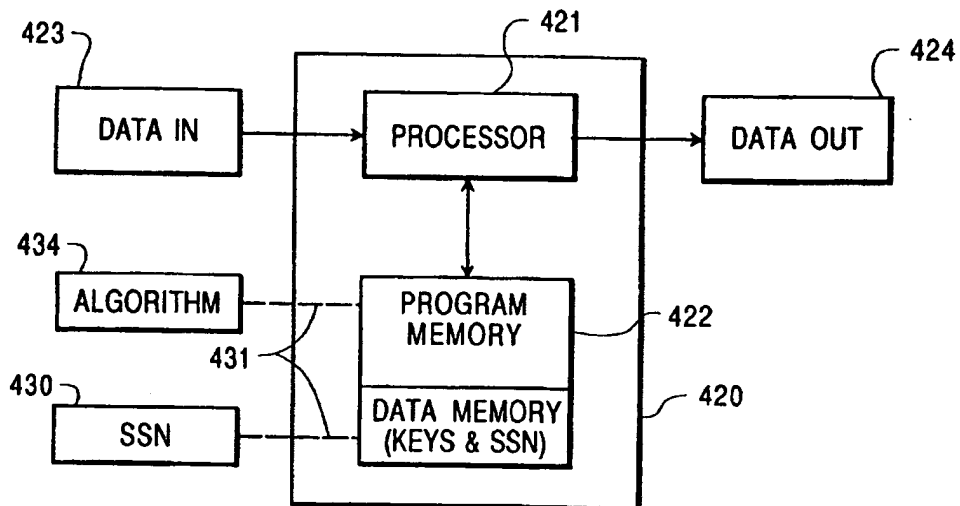 421
423
424
DATA IN
PROCESSOR
DATA OUT
434
ALGORITHM
PROGRAM
MEMORY
422
431
430
420
SSN
DATA MEMORY
(KEYS & SSN)